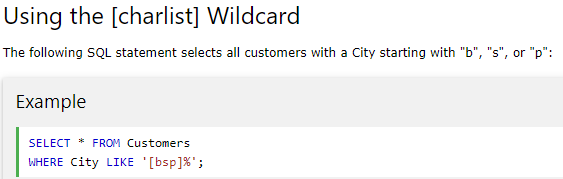 Using the [charlist] Wildcard
The following SQL statement selects all customers with a City starting with "b", "s", or "p":
Example
SELECT * FROM Customers
WHERE City LIKE '[bsp]%';